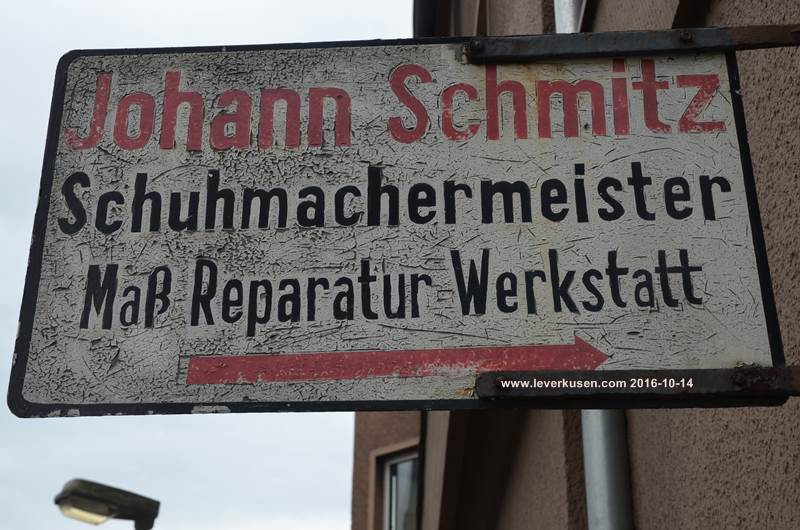 Johann Schmitz
Schuhmachermeister
Maß Reparatur Werkstatt
www.leverkusen.com 2016-10-14